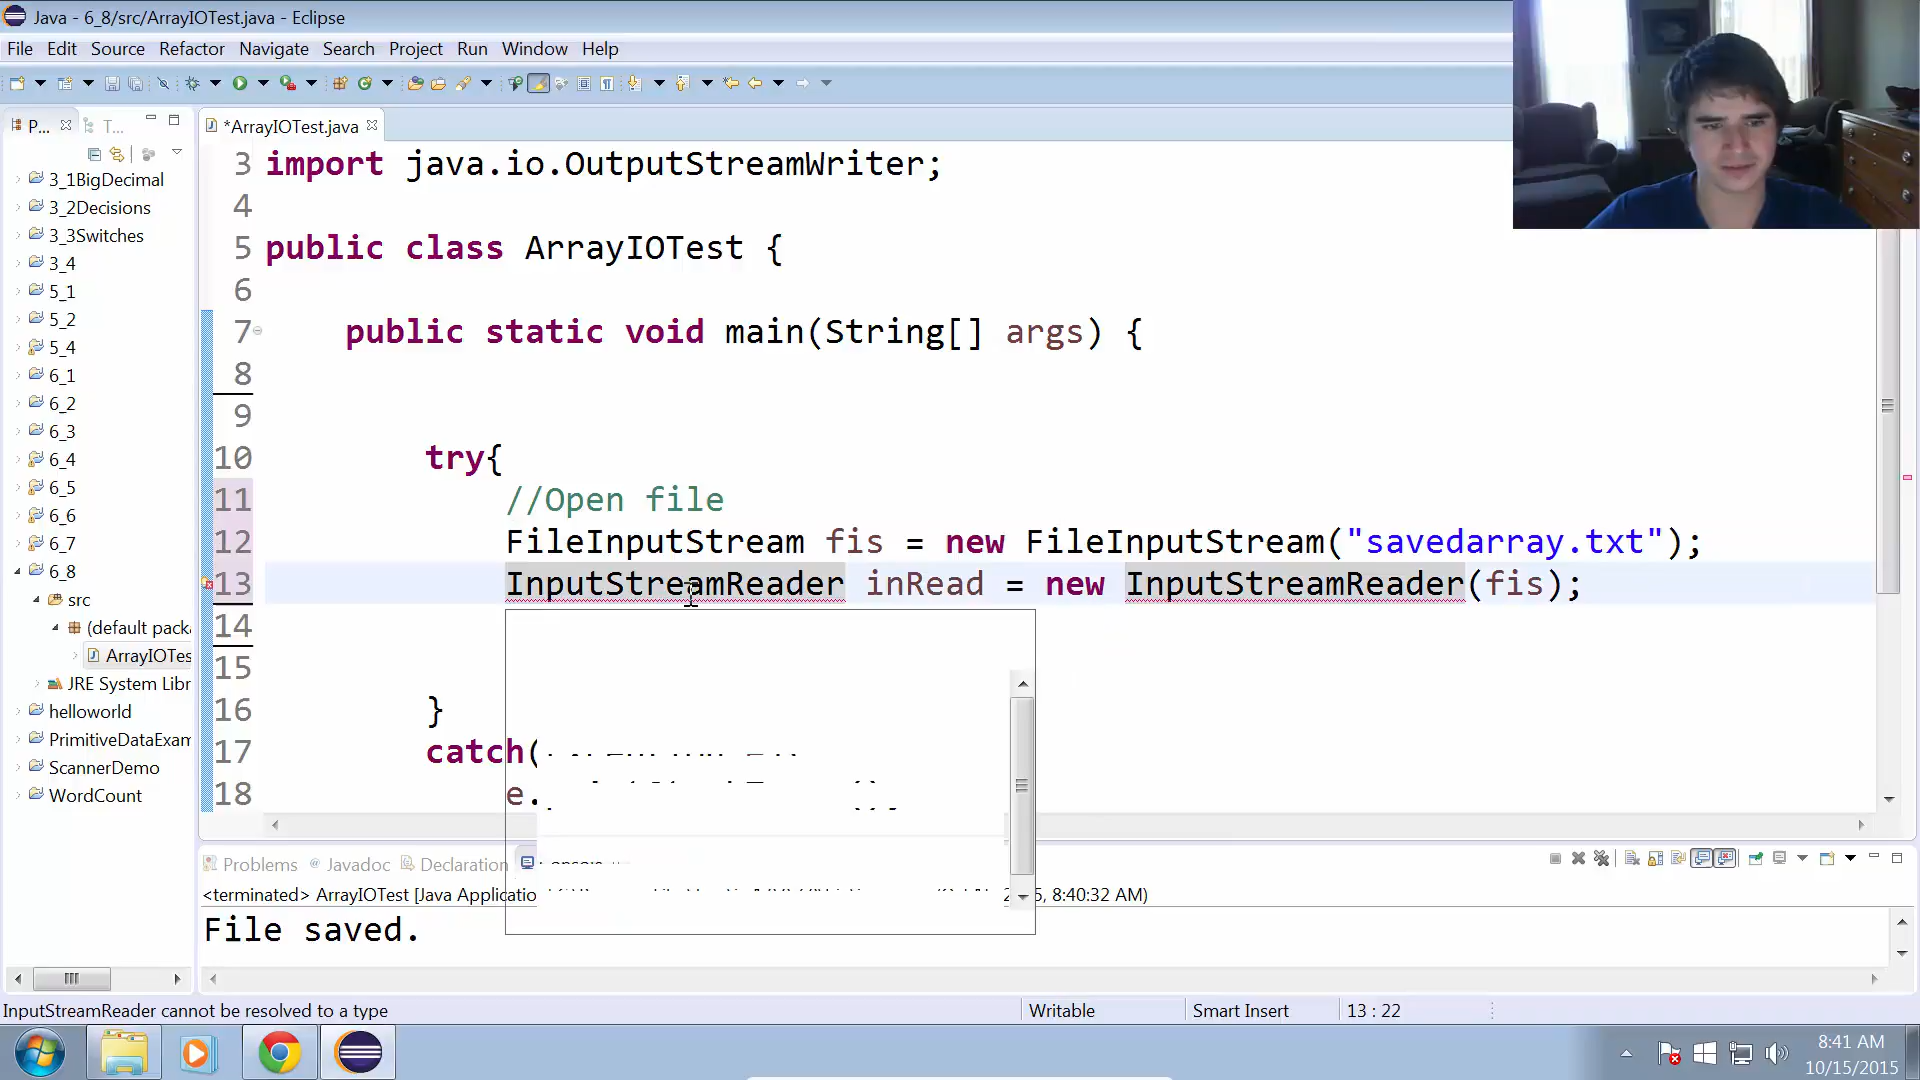 Java - 6_8/src/ArrayIOTest.java - Eclipse
File Edit Source Refactor Navigate Search Project Run Window Help
P... T...
*ArrayIOTest.java
3_1BigDecimal
3_2Decisions
3_3Switches
3_4
5_1
5_2
5_4
6_1
6_2
6_3
6_4
6_5
6_6
6_7
6_8
src
(default pack
ArrayIOTes
JRE System Libr
helloworld
PrimitiveDataExam
ScannerDemo
WordCount
3 import java.io.OutputStreamWriter;
4
5 public class ArrayIOTest {
6
7 public static void main(String[] args) {
8
9
10 try{
11 //Open file
12 FileInputStream fis = new FileInputStream("savedarray.txt");
13 InputStreamReader inRead = new InputStreamReader(fis);
14
15
16 }
17 catch(
18 e.
Problems Javadoc Declaration
<terminated> ArrayIOTest [Java Applicatio 5, 8:40:32 AM)
File saved.
InputStreamReader cannot be resolved to a type
Writable
Smart Insert
13 : 22
8:41 AM
10/15/2015